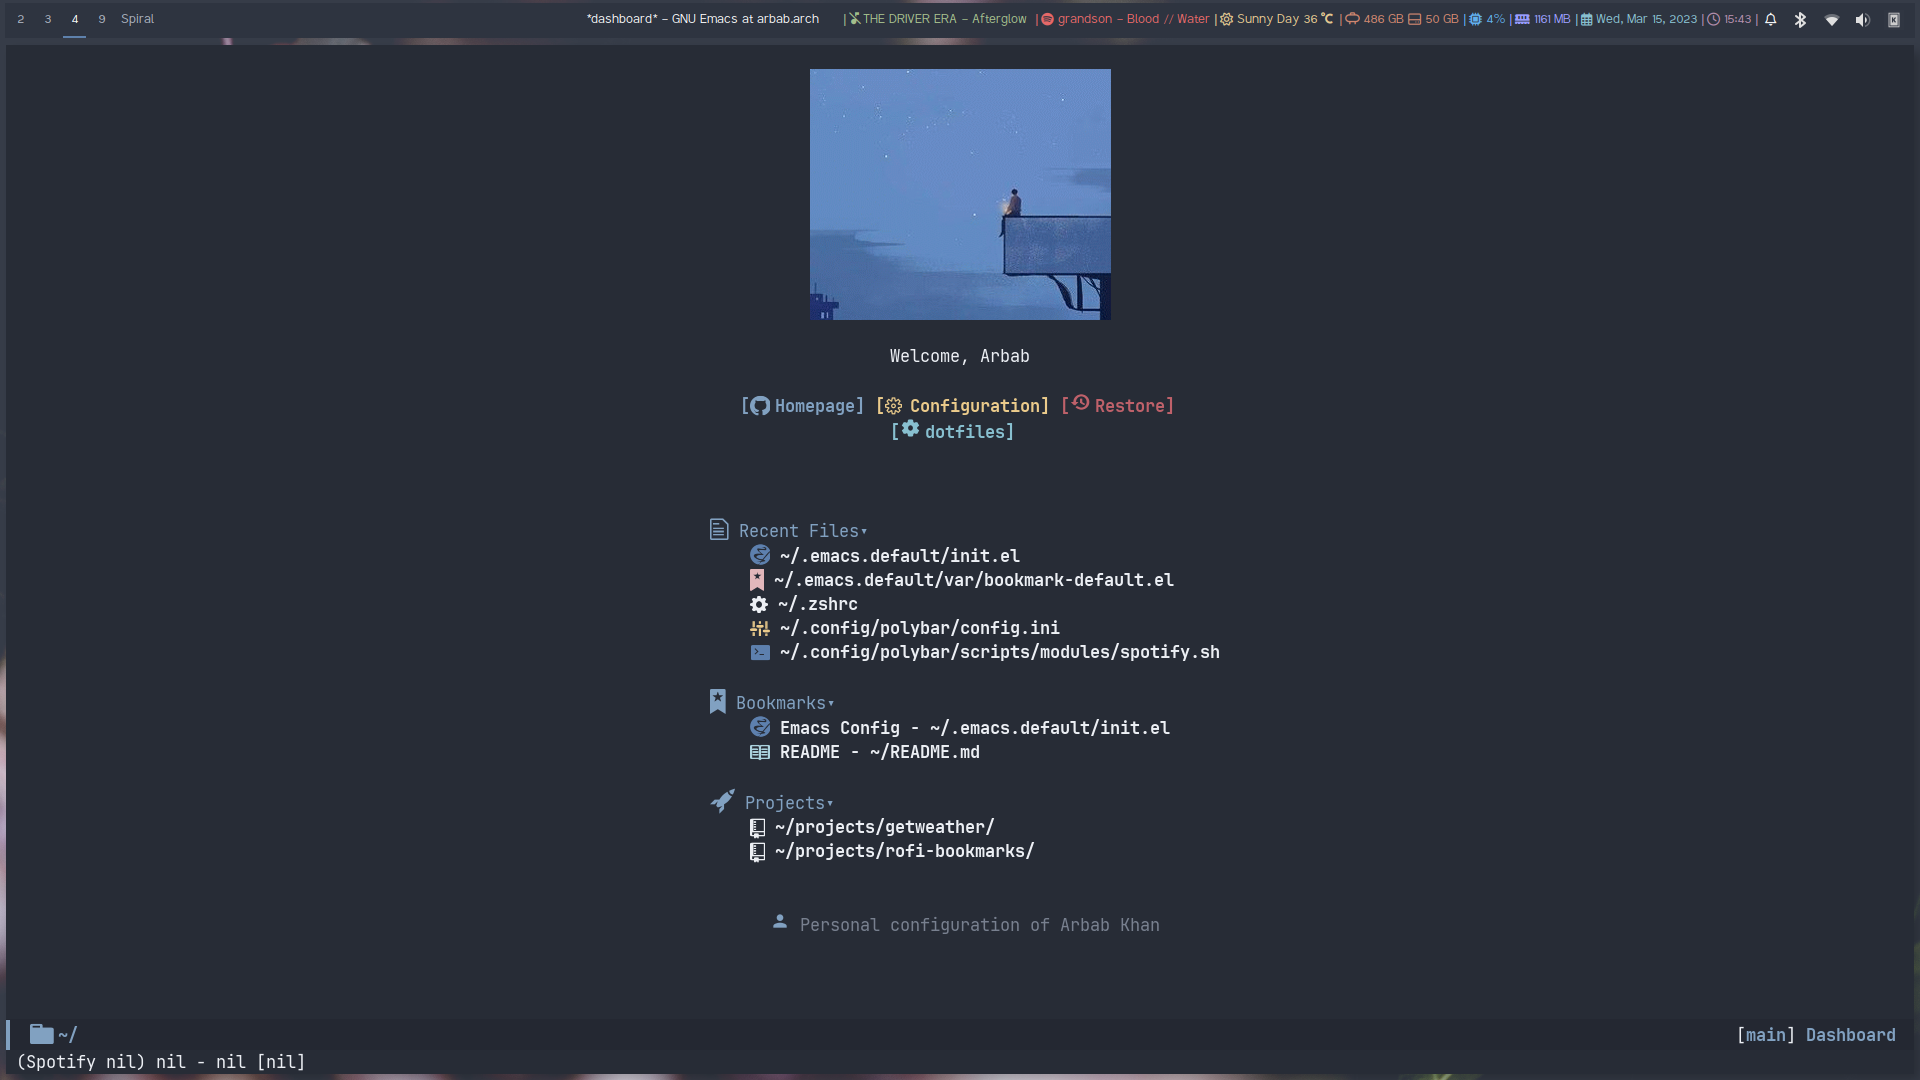 2 3 4 9 Spiral *dashboard* – GNU Emacs at arbab.arch | THE DRIVER ERA – Afterglow | grandson – Blood // Water | Sunny Day 36 °C | 486 GB 50 GB | 4% | 1161 MB | Wed, Mar 15, 2023 | 15:43 |
Welcome, Arbab
[Homepage] [Configuration] [Restore]
[dotfiles]
Recent Files▾
~/.emacs.default/init.el
~/.emacs.default/var/bookmark-default.el
~/.zshrc
~/.config/polybar/config.ini
~/.config/polybar/scripts/modules/spotify.sh
Bookmarks▾
Emacs Config - ~/.emacs.default/init.el
README - ~/README.md
Projects▾
~/projects/getweather/
~/projects/rofi-bookmarks/
Personal configuration of Arbab Khan
~/ [main] Dashboard
(Spotify nil) nil - nil [nil]